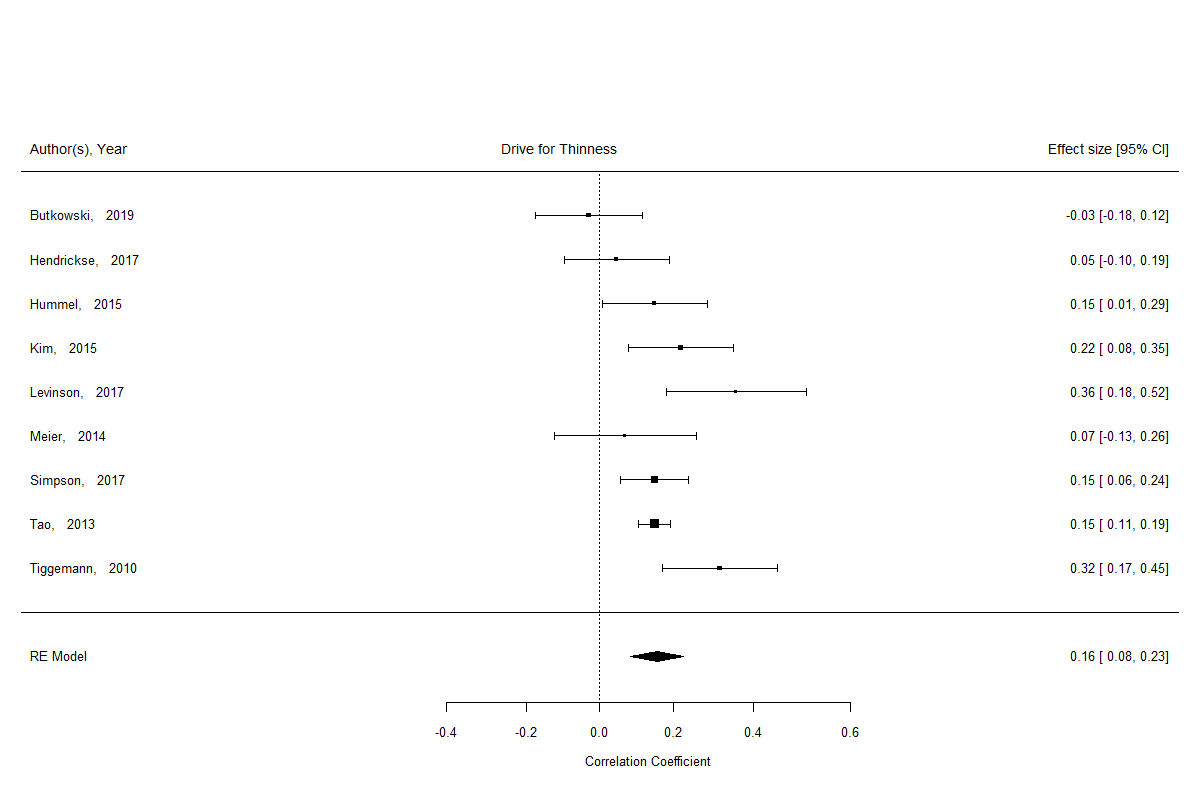 Author(s), Year Drive for Thinness Effect size [95% CI]
Butkowski, 2019 -0.03 [-0.18, 0.12]
Hendrickse, 2017 0.05 [-0.10, 0.19]
Hummel, 2015 0.15 [ 0.01, 0.29]
Kim, 2015 0.22 [ 0.08, 0.35]
Levinson, 2017 0.36 [ 0.18, 0.52]
Meier, 2014 0.07 [-0.13, 0.26]
Simpson, 2017 0.15 [ 0.06, 0.24]
Tao, 2013 0.15 [ 0.11, 0.19]
Tiggemann, 2010 0.32 [ 0.17, 0.45]
RE Model 0.16 [ 0.08, 0.23]
-0.4 -0.2 0.0 0.2 0.4 0.6
Correlation Coefficient